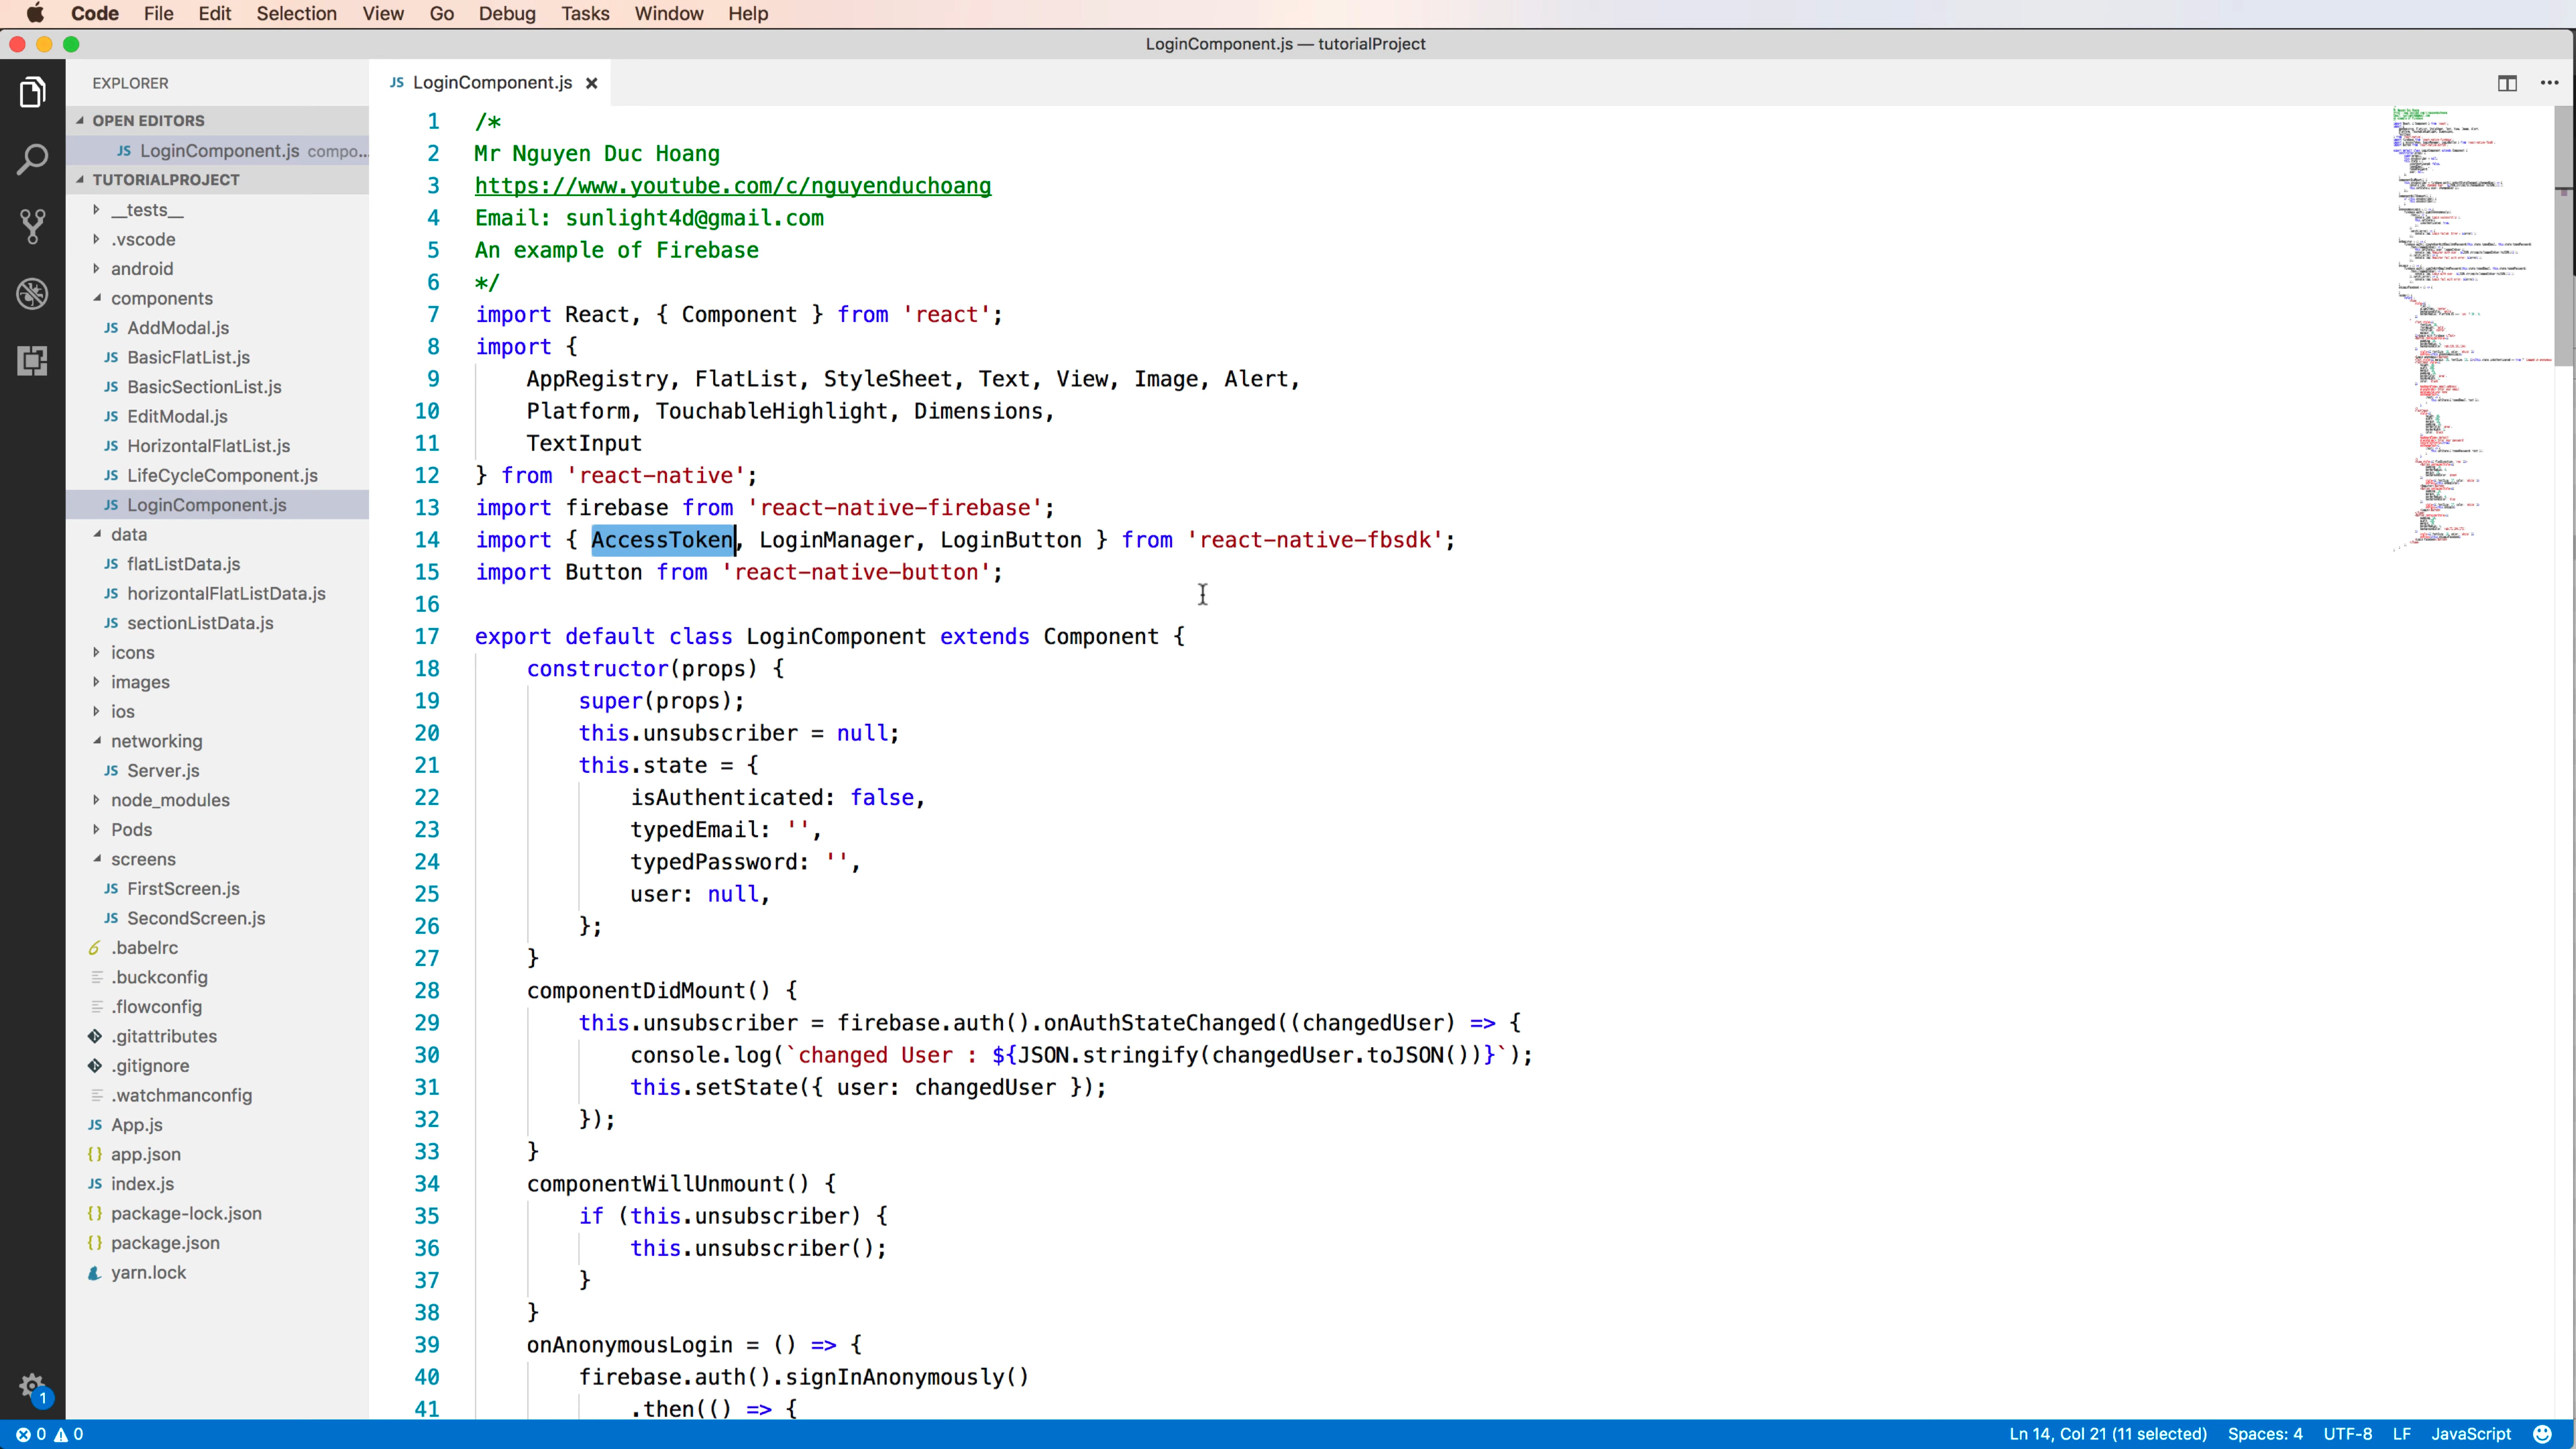 Code File Edit Selection View Go Debug Tasks Window Help
LoginComponent.js — tutorialProject
EXPLORER
OPEN EDITORS
JS LoginComponent.js compo...
TUTORIALPROJECT
__tests__
.vscode
android
components
JS AddModal.js
JS BasicFlatList.js
JS BasicSectionList.js
JS EditModal.js
JS HorizontalFlatList.js
JS LifeCycleComponent.js
JS LoginComponent.js
data
JS flatListData.js
JS horizontalFlatListData.js
JS sectionListData.js
icons
images
ios
networking
JS Server.js
node_modules
Pods
screens
JS FirstScreen.js
JS SecondScreen.js
.babelrc
.buckconfig
.flowconfig
.gitattributes
.gitignore
.watchmanconfig
JS App.js
{} app.json
JS index.js
{} package-lock.json
{} package.json
yarn.lock
1
JS LoginComponent.js ×
1 /*
2 Mr Nguyen Duc Hoang
3 https://www.youtube.com/c/nguyenduchoang
4 Email: sunlight4d@gmail.com
5 An example of Firebase
6 */
7 import React, { Component } from 'react';
8 import {
9 AppRegistry, FlatList, StyleSheet, Text, View, Image, Alert,
10 Platform, TouchableHighlight, Dimensions,
11 TextInput
12 } from 'react-native';
13 import firebase from 'react-native-firebase';
14 import { AccessToken, LoginManager, LoginButton } from 'react-native-fbsdk';
15 import Button from 'react-native-button';
16
17 export default class LoginComponent extends Component {
18 constructor(props) {
19 super(props);
20 this.unsubscriber = null;
21 this.state = {
22 isAuthenticated: false,
23 typedEmail: '',
24 typedPassword: '',
25 user: null,
26 };
27 }
28 componentDidMount() {
29 this.unsubscriber = firebase.auth().onAuthStateChanged((changedUser) => {
30 console.log(`changed User : ${JSON.stringify(changedUser.toJSON())}`);
31 this.setState({ user: changedUser });
32 });
33 }
34 componentWillUnmount() {
35 if (this.unsubscriber) {
36 this.unsubscriber();
37 }
38 }
39 onAnonymousLogin = () => {
40 firebase.auth().signInAnonymously()
41 .then(() => {
0 0 Ln 14, Col 21 (11 selected) Spaces: 4 UTF-8 LF JavaScript